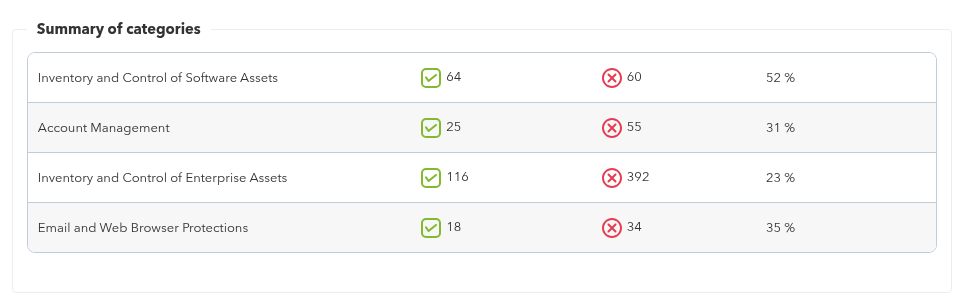 Summary of categories
Inventory and Control of Software Assets 64 60 52 %
Account Management 25 55 31 %
Inventory and Control of Enterprise Assets 116 392 23 %
Email and Web Browser Protections 18 34 35 %